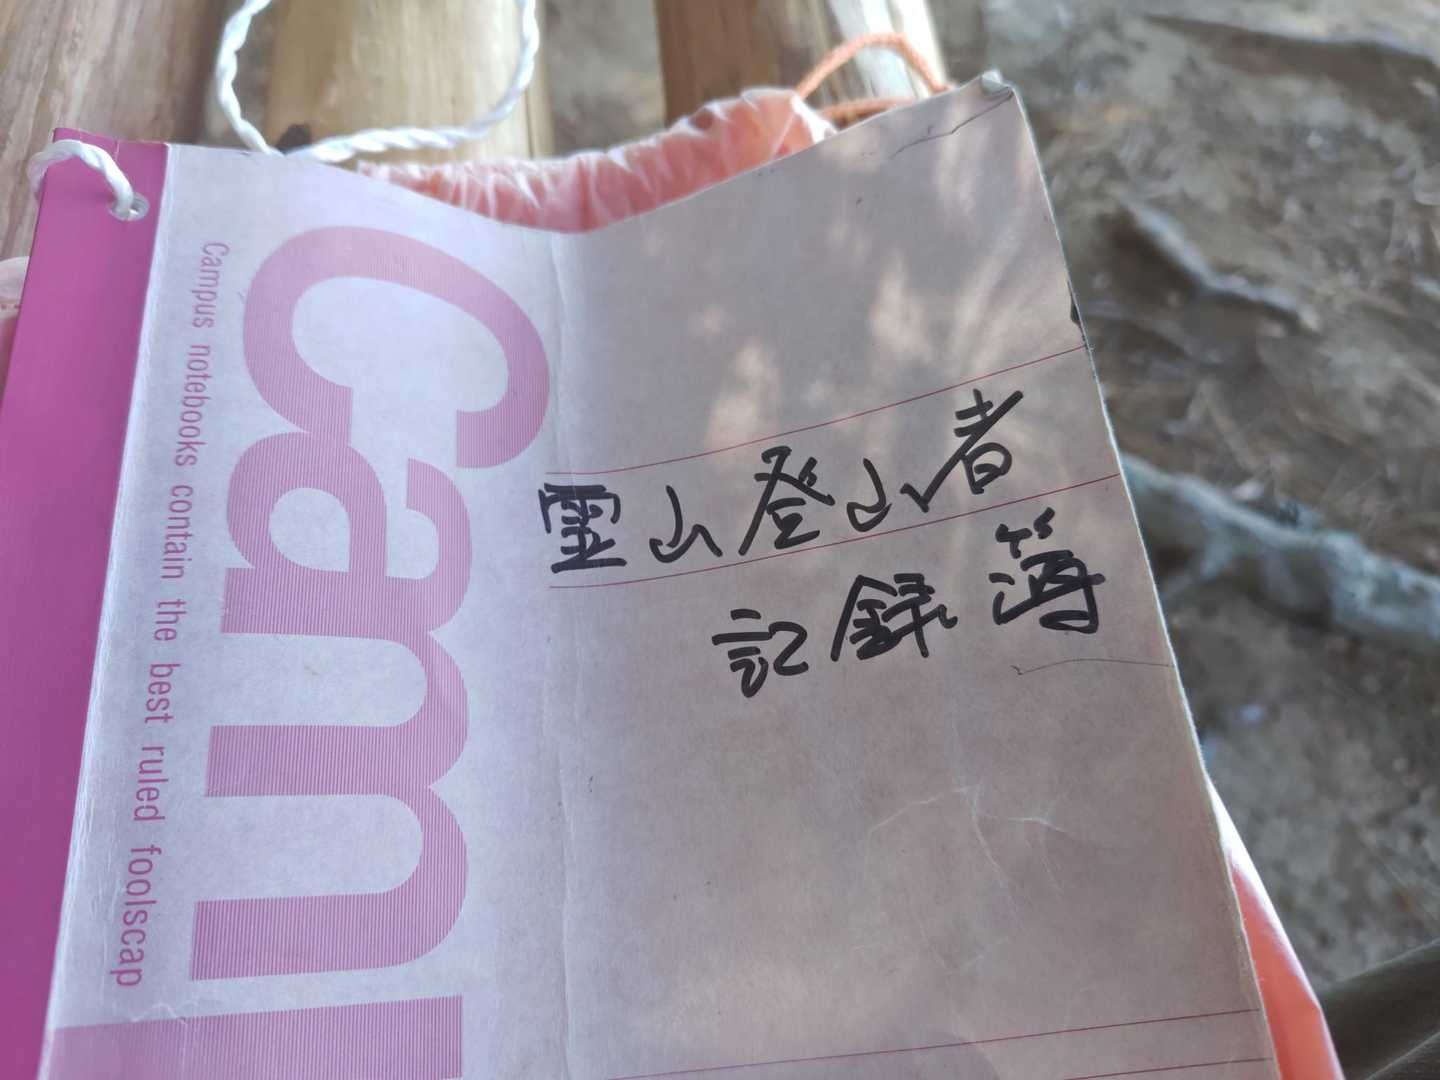 Cam
Campus notebooks contain the best ruled foolscap
霊山登山者
記録簿